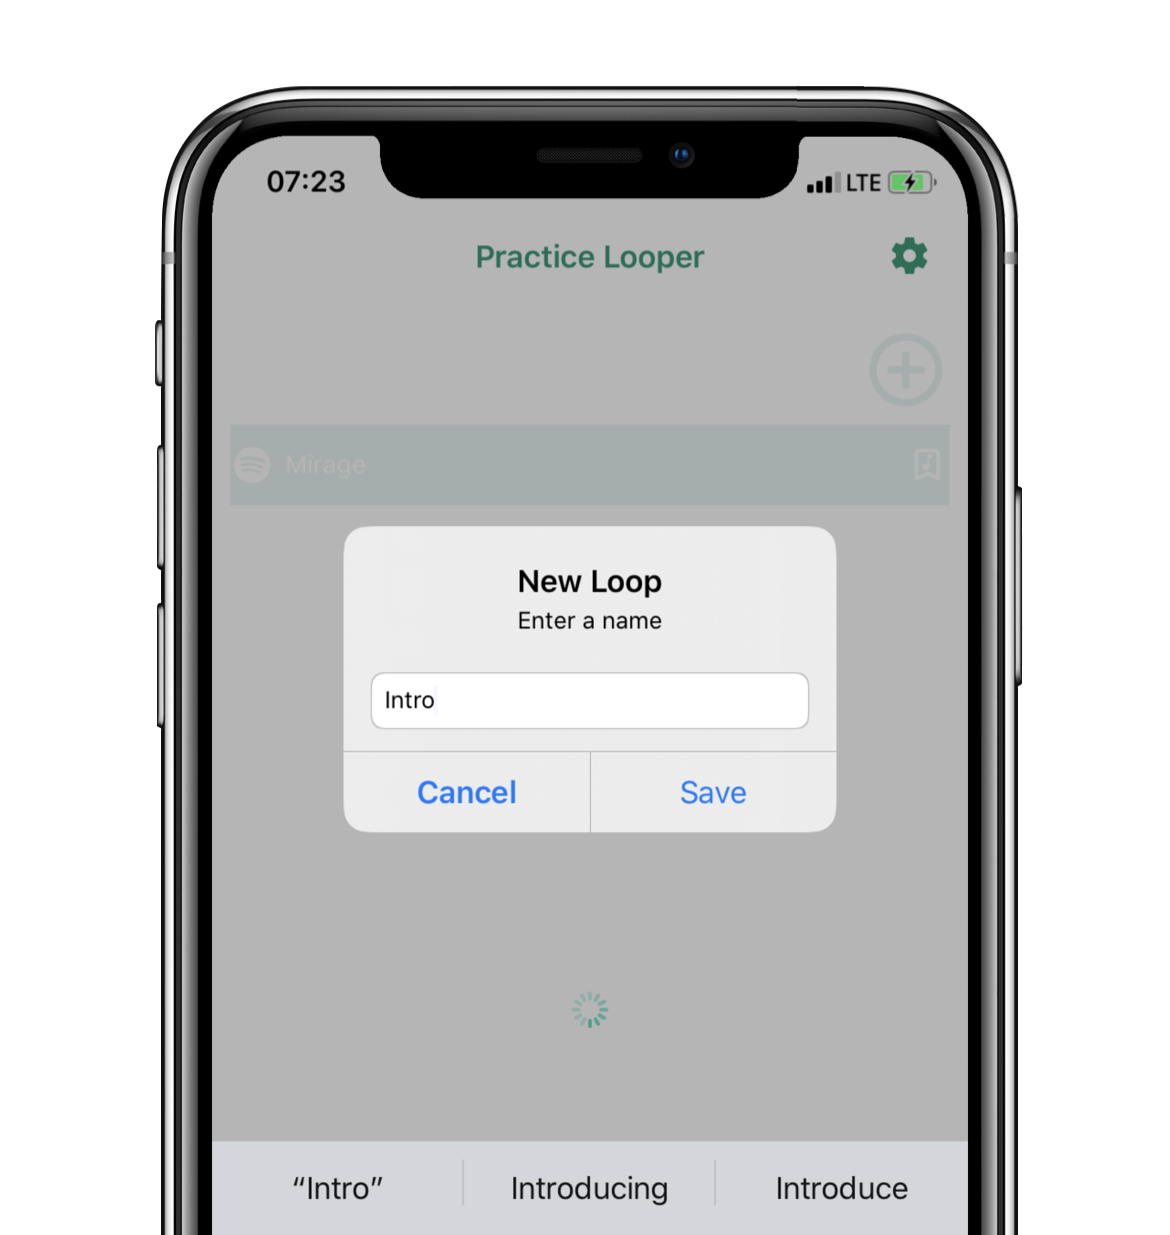 07:23 LTE
Practice Looper
Mirage
New Loop
Enter a name
Intro
Cancel Save
“Intro” Introducing Introduce